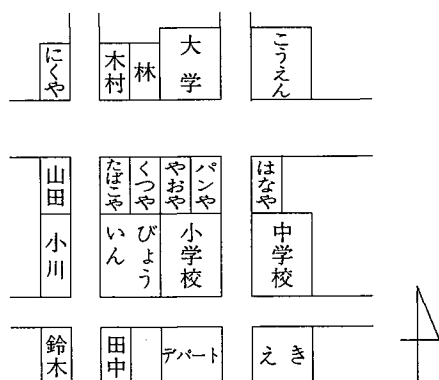 にくや
木村
林
大学
こうえん
山田
たばこや
くつや
やおや
パンや
はなや
小川
びょういん
小学校
中学校
鈴木
田中
デパート
えき